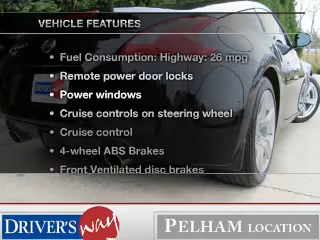 VEHICLE FEATURES
• Fuel Consumption: Highway: 26 mpg
• Remote power door locks
• Power windows
• Cruise controls on steering wheel
• Cruise control
• 4-wheel ABS Brakes
• Front Ventilated disc brakes
DRIVER'S way
PELHAM LOCATION